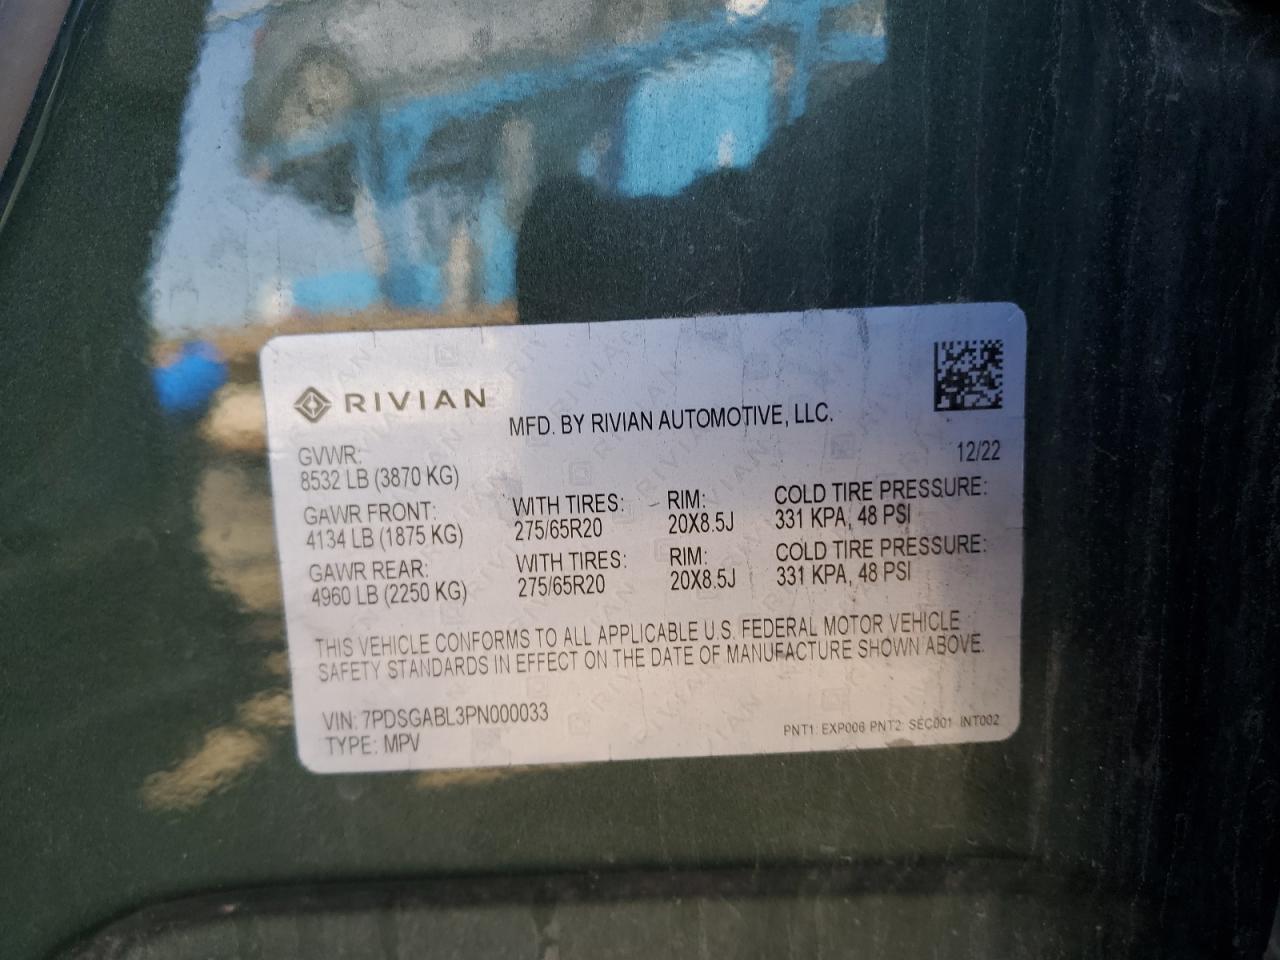 RIVIAN
MFD. BY RIVIAN AUTOMOTIVE, LLC.
12/22
GVWR:
8532 LB (3870 KG)
GAWR FRONT: WITH TIRES: RIM: COLD TIRE PRESSURE:
4134 LB (1875 KG) 275/65R20 20X8.5J 331 KPA, 48 PSI
GAWR REAR: WITH TIRES: RIM: COLD TIRE PRESSURE:
4960 LB (2250 KG) 275/65R20 20X8.5J 331 KPA, 48 PSI
THIS VEHICLE CONFORMS TO ALL APPLICABLE U.S. FEDERAL MOTOR VEHICLE
SAFETY STANDARDS IN EFFECT ON THE DATE OF MANUFACTURE SHOWN ABOVE.
VIN: 7PDSGABL3PN000033
TYPE: MPV
PNT1: EXP006 PNT2: SEC001 INT002